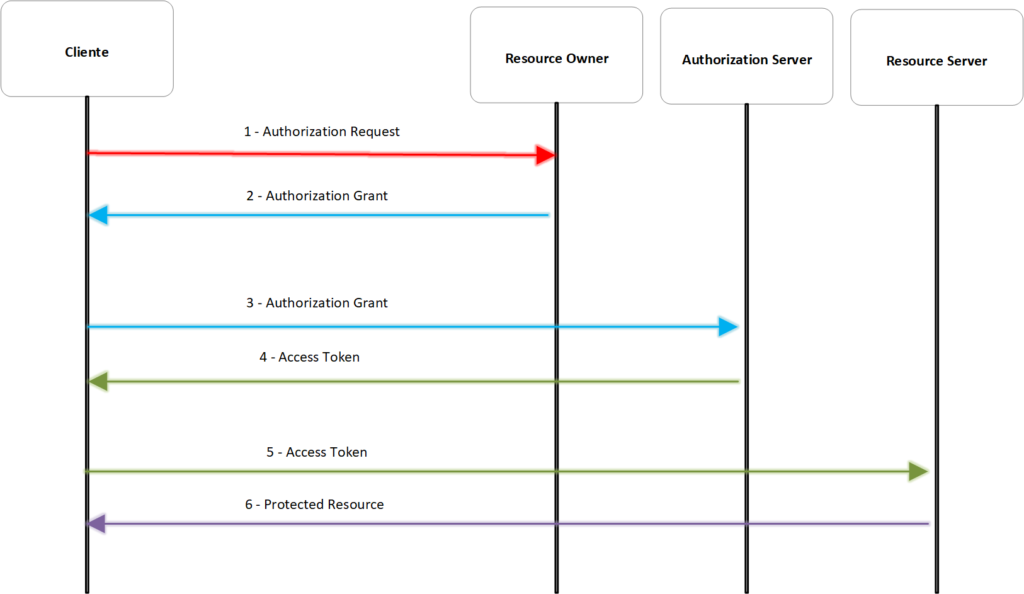 Cliente
Resource Owner
Authorization Server
Resource Server
1 - Authorization Request
2 - Authorization Grant
3 - Authorization Grant
4 - Access Token
5 - Access Token
6 - Protected Resource